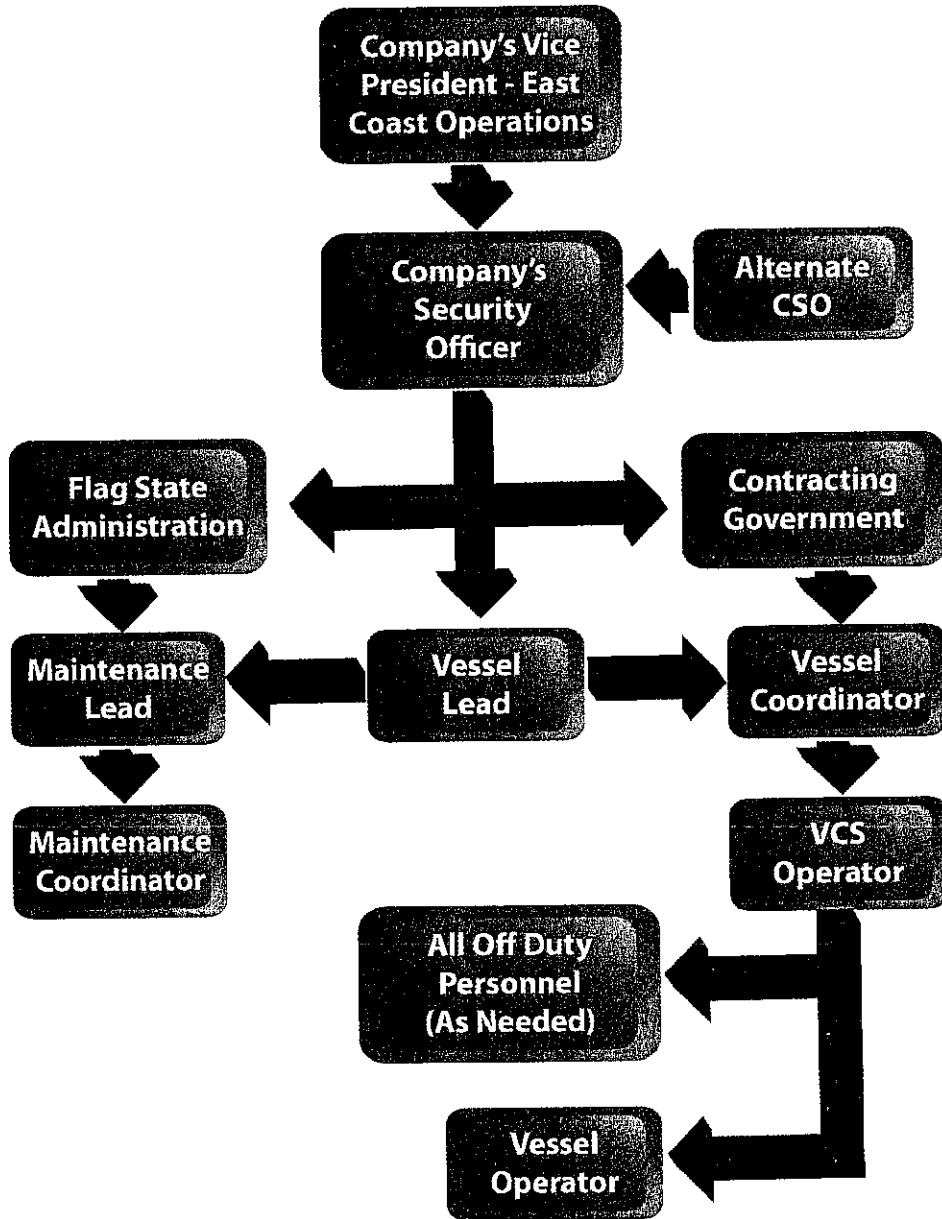 Company's Vice
President - East
Coast Operations
Company's
Security
Officer
Alternate
CSO
Flag State
Administration
Contracting
Government
Maintenance
Lead
Vessel
Lead
Vessel
Coordinator
Maintenance
Coordinator
VCS
Operator
All Off Duty
Personnel
(As Needed)
Vessel
Operator